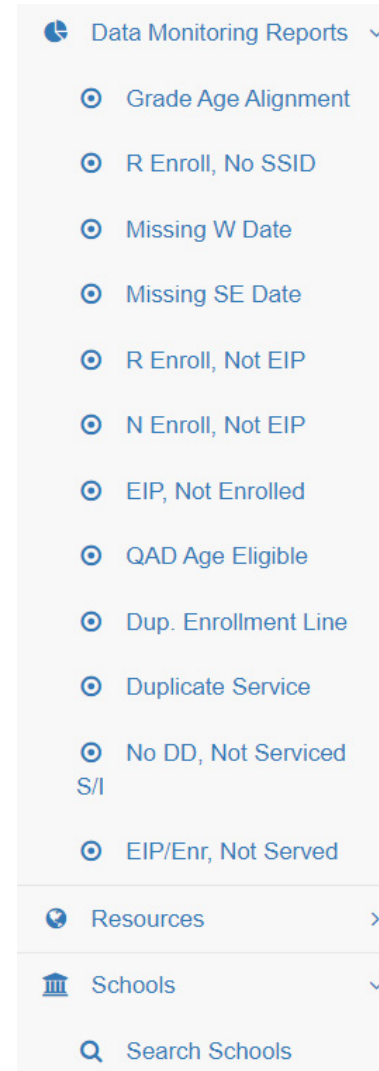 Data Monitoring Reports
Grade Age Alignment
R Enroll, No SSID
Missing W Date
Missing SE Date
R Enroll, Not EIP
N Enroll, Not EIP
EIP, Not Enrolled
QAD Age Eligible
Dup. Enrollment Line
Duplicate Service
No DD, Not Serviced
S/I
EIP/Enr, Not Served
Resources
Schools
Search Schools